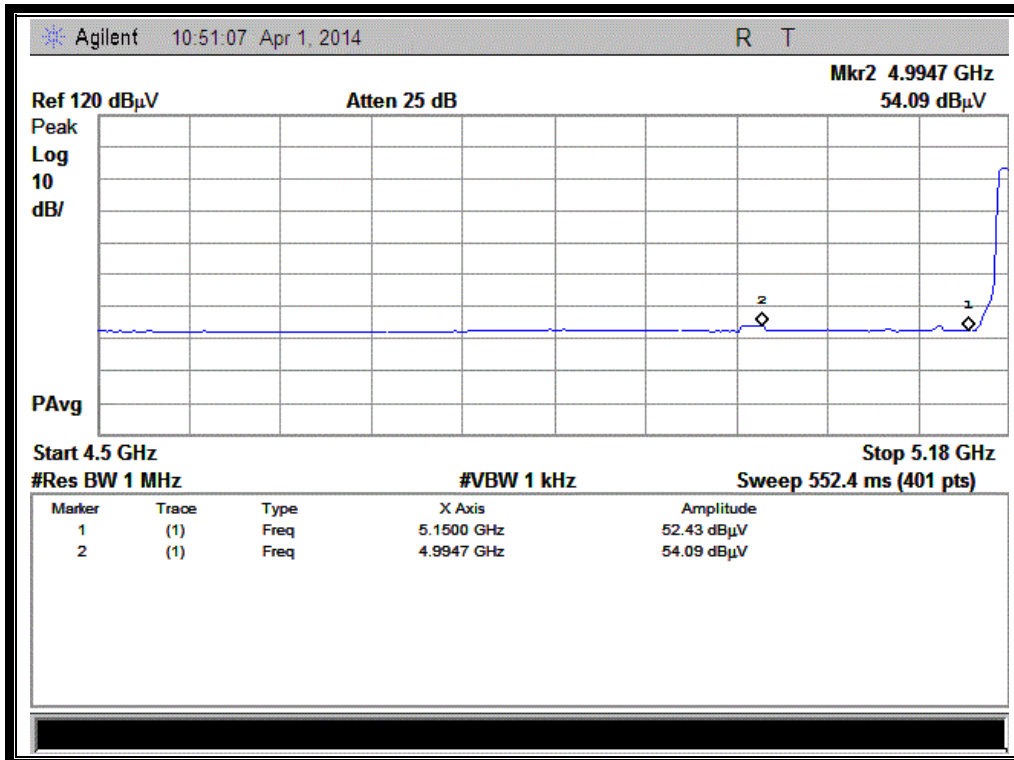 Agilent 10:51:07 Apr 1, 2014 R T
Mkr2 4.9947 GHz
Ref 120 dBµV Atten 25 dB 54.09 dBµV
Peak
Log
10
dB/
2
1
PAvg
Start 4.5 GHz Stop 5.18 GHz
#Res BW 1 MHz #VBW 1 kHz Sweep 552.4 ms (401 pts)
Marker Trace Type X Axis Amplitude
1 (1) Freq 5.1500 GHz 52.43 dBµV
2 (1) Freq 4.9947 GHz 54.09 dBµV